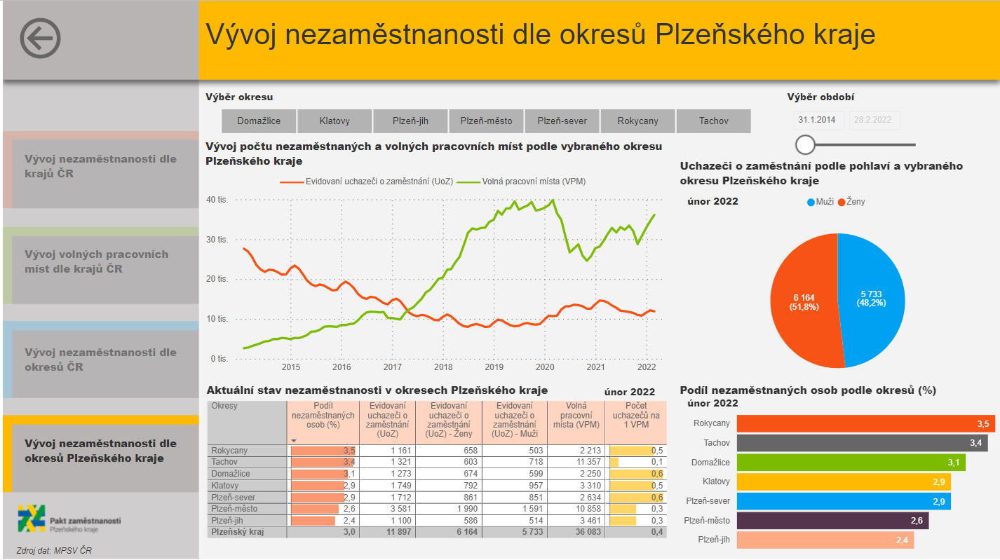 Vývoj nezaměstnanosti dle okresů Plzeňského kraje
Vývoj nezaměstnanosti dle
krajů ČR
Vývoj volných pracovních
míst dle krajů ČR
Vývoj nezaměstnanosti dle
okresů ČR
Vývoj nezaměstnanosti dle
okresů Plzeňského kraje
Pakt zaměstnanosti
Plzeňského kraje
Zdroj dat: MPSV ČR
Výběr okresu
Domažlice Klatovy Plzeň-jih Plzeň-město Plzeň-sever Rokycany Tachov
Výběr období
31.1.2014 28.2.2022
Vývoj počtu nezaměstnaných a volných pracovních míst podle vybraného okresu
Plzeňského kraje
Evidovaní uchazeči o zaměstnání (UoZ) Volná pracovní místa (VPM)
40 tis.
30 tis.
20 tis.
10 tis.
0 tis.
2015 2016 2017 2018 2019 2020 2021 2022
Uchazeči o zaměstnání podle pohlaví a vybraného
okresu Plzeňského kraje
únor 2022
Muži Ženy
6 164
(51,8%)
5 733
(48,2%)
Aktuální stav nezaměstnanosti v okresech Plzeňského kraje únor 2022
Okresy Podíl Evidovaní Evidovaní Evidovaní Volná Počet
nezaměstnaných uchazeči o uchazeči o uchazeči o pracovní uchazečů na
osob (%) zaměstnání zaměstnání zaměstnání místa (VPM) 1 VPM
(UoZ) (UoZ) - Ženy (UoZ) - Muži
Rokycany 3,5 1 161 658 503 2 213 0,5
Tachov 3,4 1 321 603 718 11 357 0,1
Domažlice 3,1 1 273 674 599 2 250 0,6
Klatovy 2,9 1 749 792 957 3 310 0,5
Plzeň-sever 2,9 1 712 861 851 2 634 0,6
Plzeň-město 2,6 3 581 1 990 1 591 10 858 0,3
Plzeň-jih 2,4 1 100 586 514 3 461 0,3
Plzeňský kraj 3,0 11 897 6 164 5 733 36 083 0,4
Podíl nezaměstnaných osob podle okresů (%)
únor 2022
Rokycany 3,5
Tachov 3,4
Domažlice 3,1
Klatovy 2,9
Plzeň-sever 2,9
Plzeň-město 2,6
Plzeň-jih 2,4